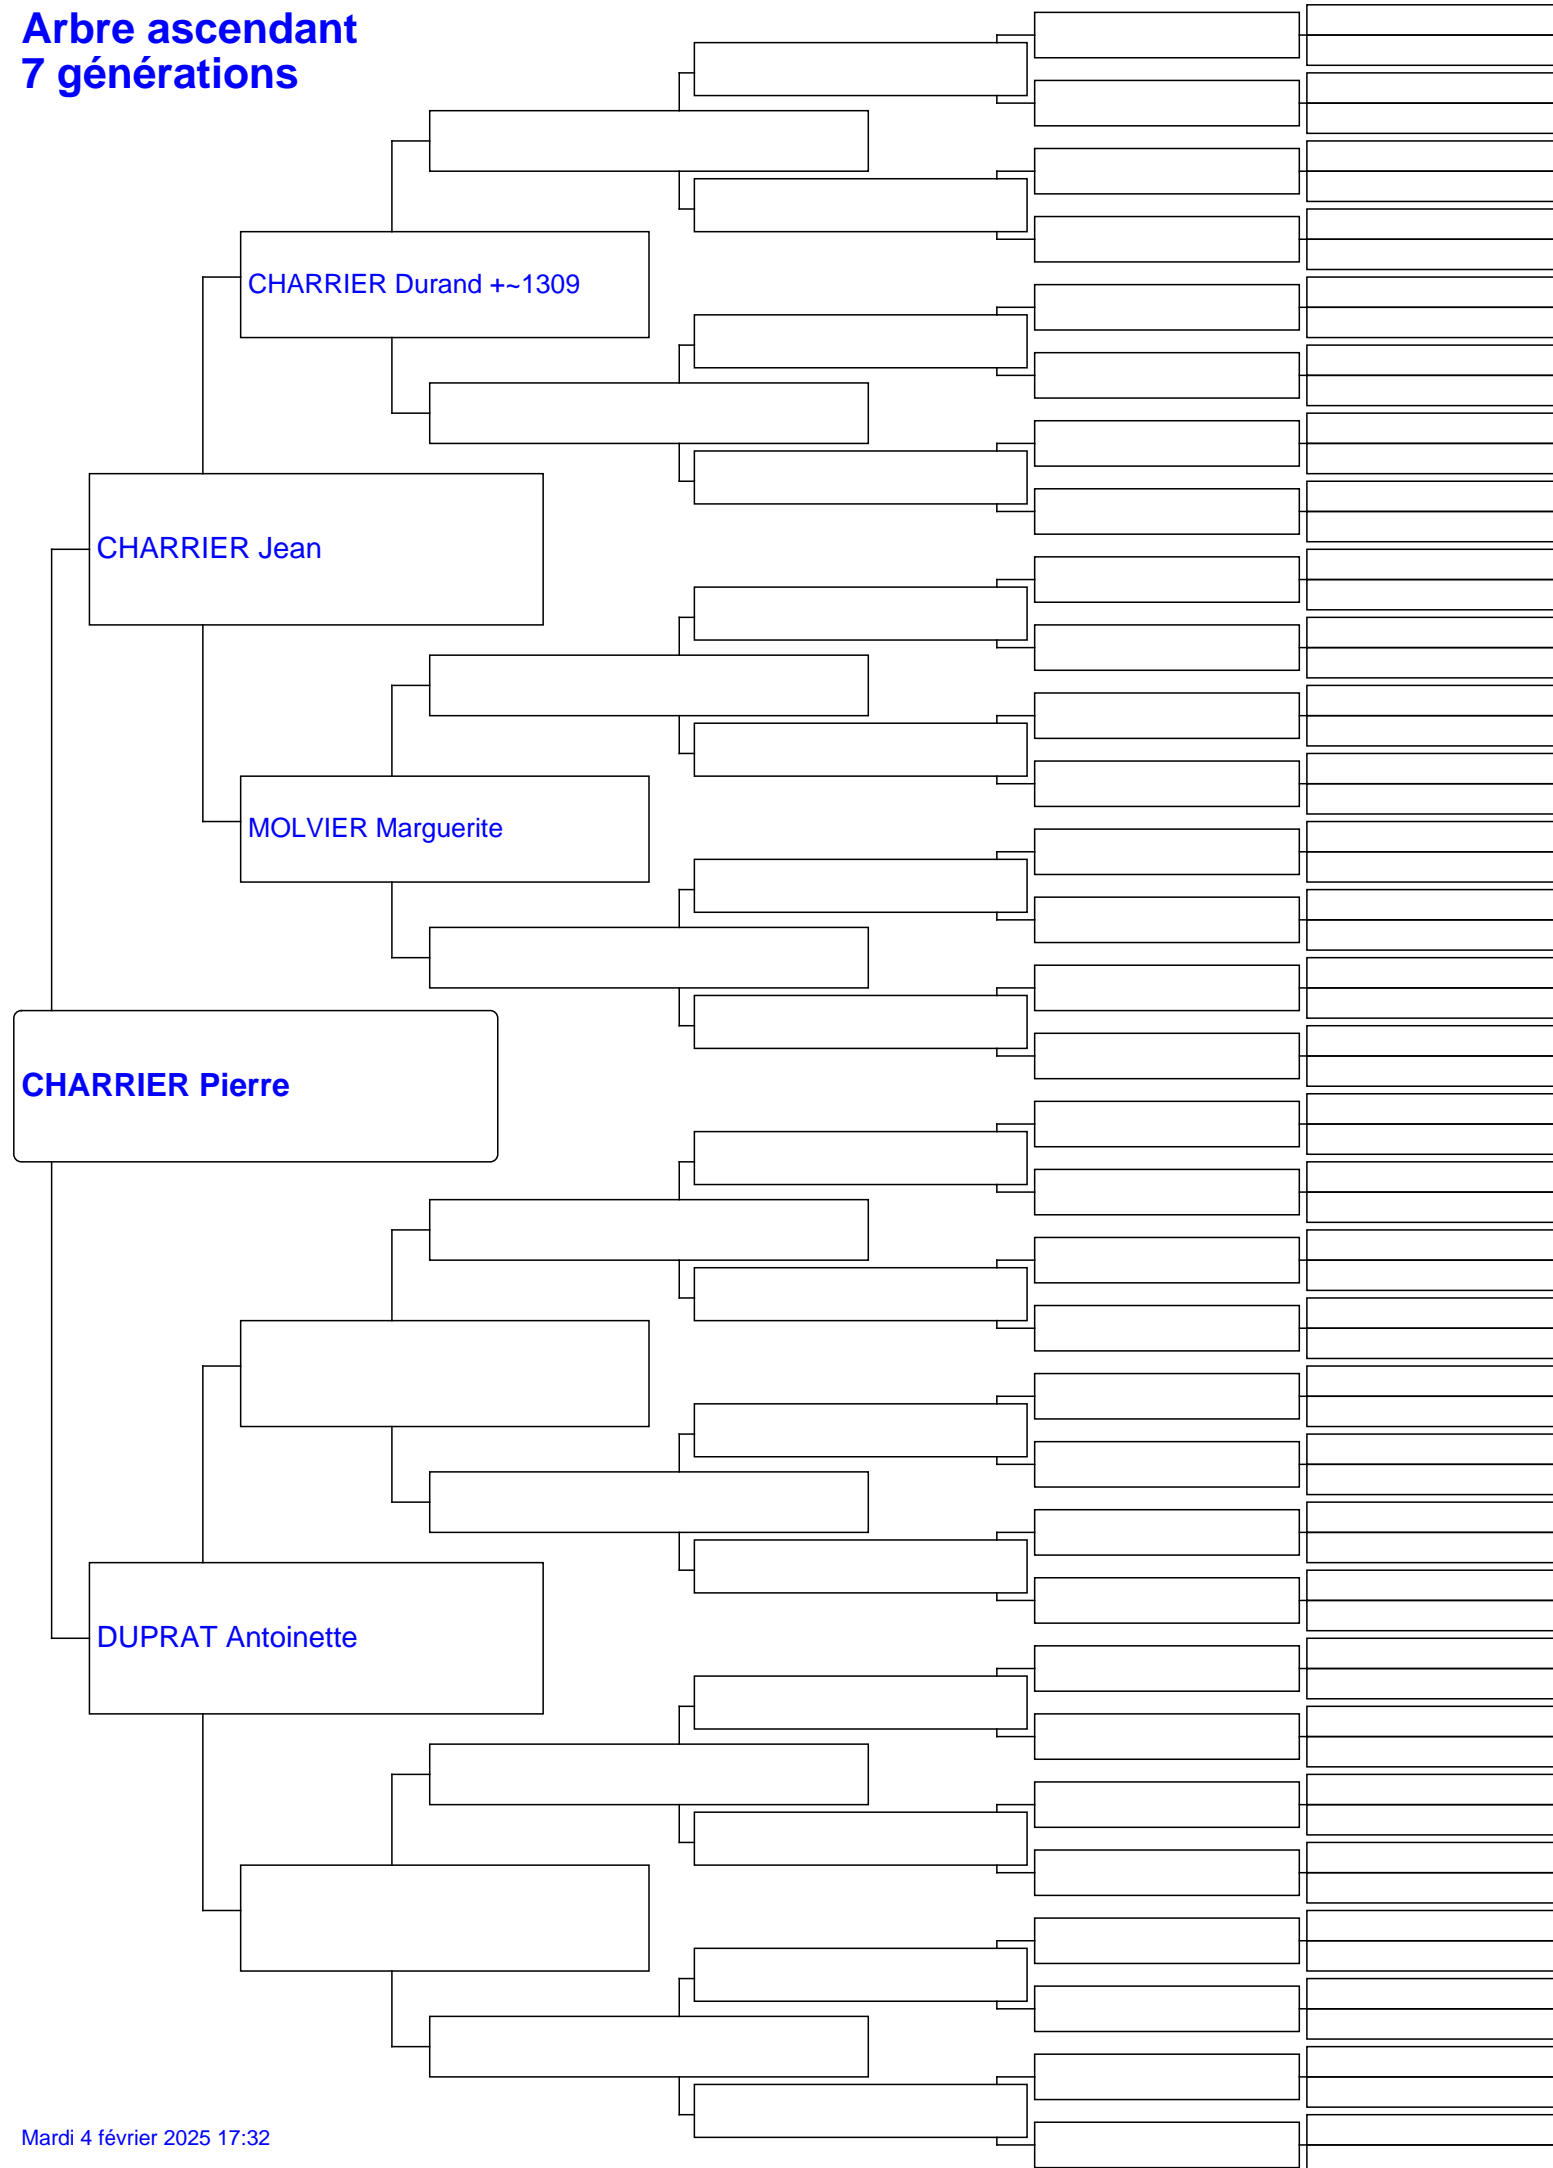 Arbre ascendant
7 générations
CHARRIER Durand +~1309
CHARRIER Jean
MOLVIER Marguerite
CHARRIER Pierre
DUPRAT Antoinette
Mardi 4 février 2025 17:32